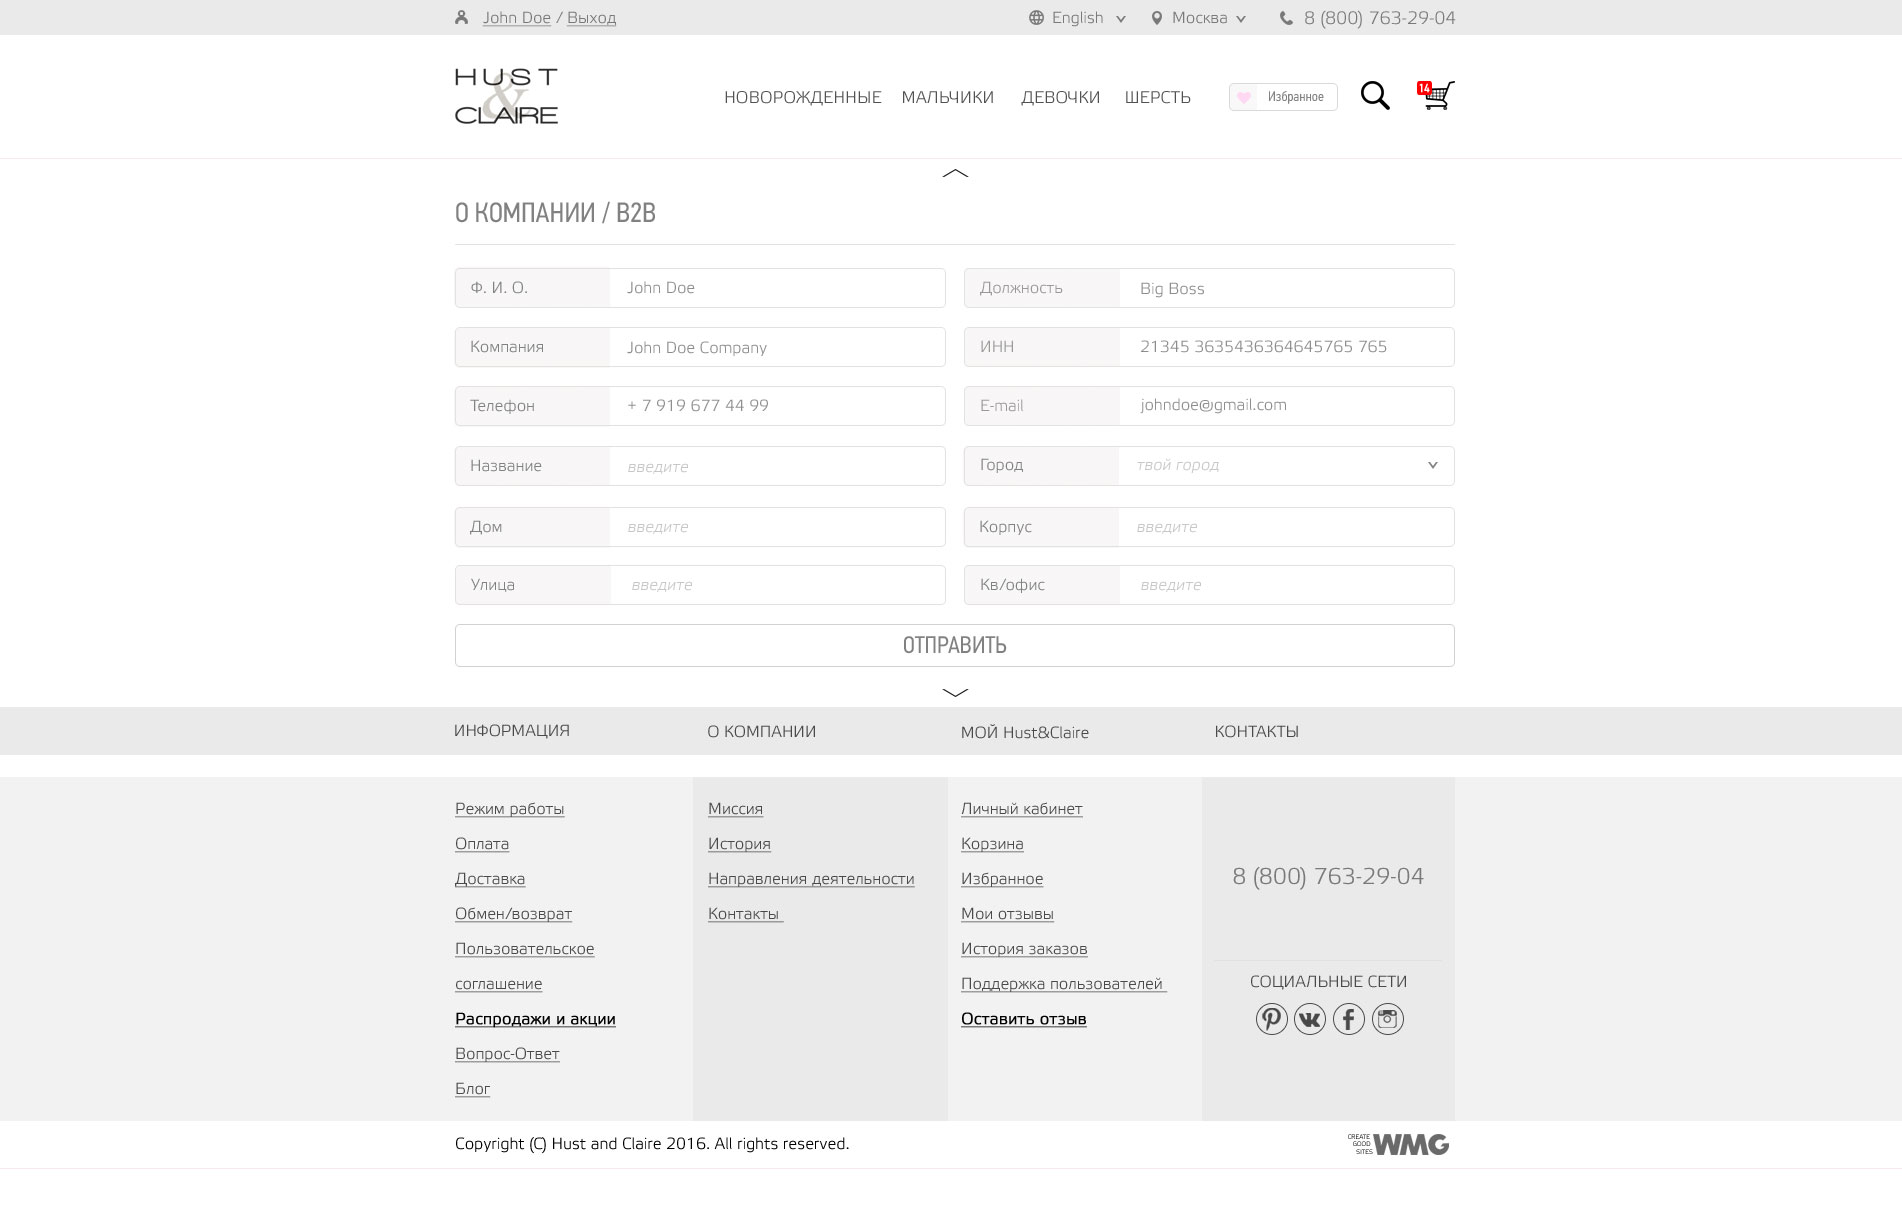 John Doe / Выход English Москва 8 (800) 763-29-04
HUST
&
CLAIRE
НОВОРОЖДЕННЫЕ МАЛЬЧИКИ ДЕВОЧКИ ШЕРСТЬ Избранное 14
О КОМПАНИИ / B2B
Ф. И. О. John Doe Должность Big Boss
Компания John Doe Company ИНН 21345 3635436364645765 765
Телефон + 7 919 677 44 99 E-mail johndoe@gmail.com
Название введите Город твой город
Дом введите Корпус введите
Улица введите Кв/офис введите
ОТПРАВИТЬ
ИНФОРМАЦИЯ О КОМПАНИИ МОЙ Hust&Claire КОНТАКТЫ
Режим работы
Оплата
Доставка
Обмен/возврат
Пользовательское
соглашение
Распродажи и акции
Вопрос-Ответ
Блог
Миссия
История
Направления деятельности
Контакты
Личный кабинет
Корзина
Избранное
Мои отзывы
История заказов
Поддержка пользователей
Оставить отзыв
8 (800) 763-29-04
СОЦИАЛЬНЫЕ СЕТИ
Copyright (C) Hust and Claire 2016. All rights reserved.
CREATE
GOOD
SITES
WMG